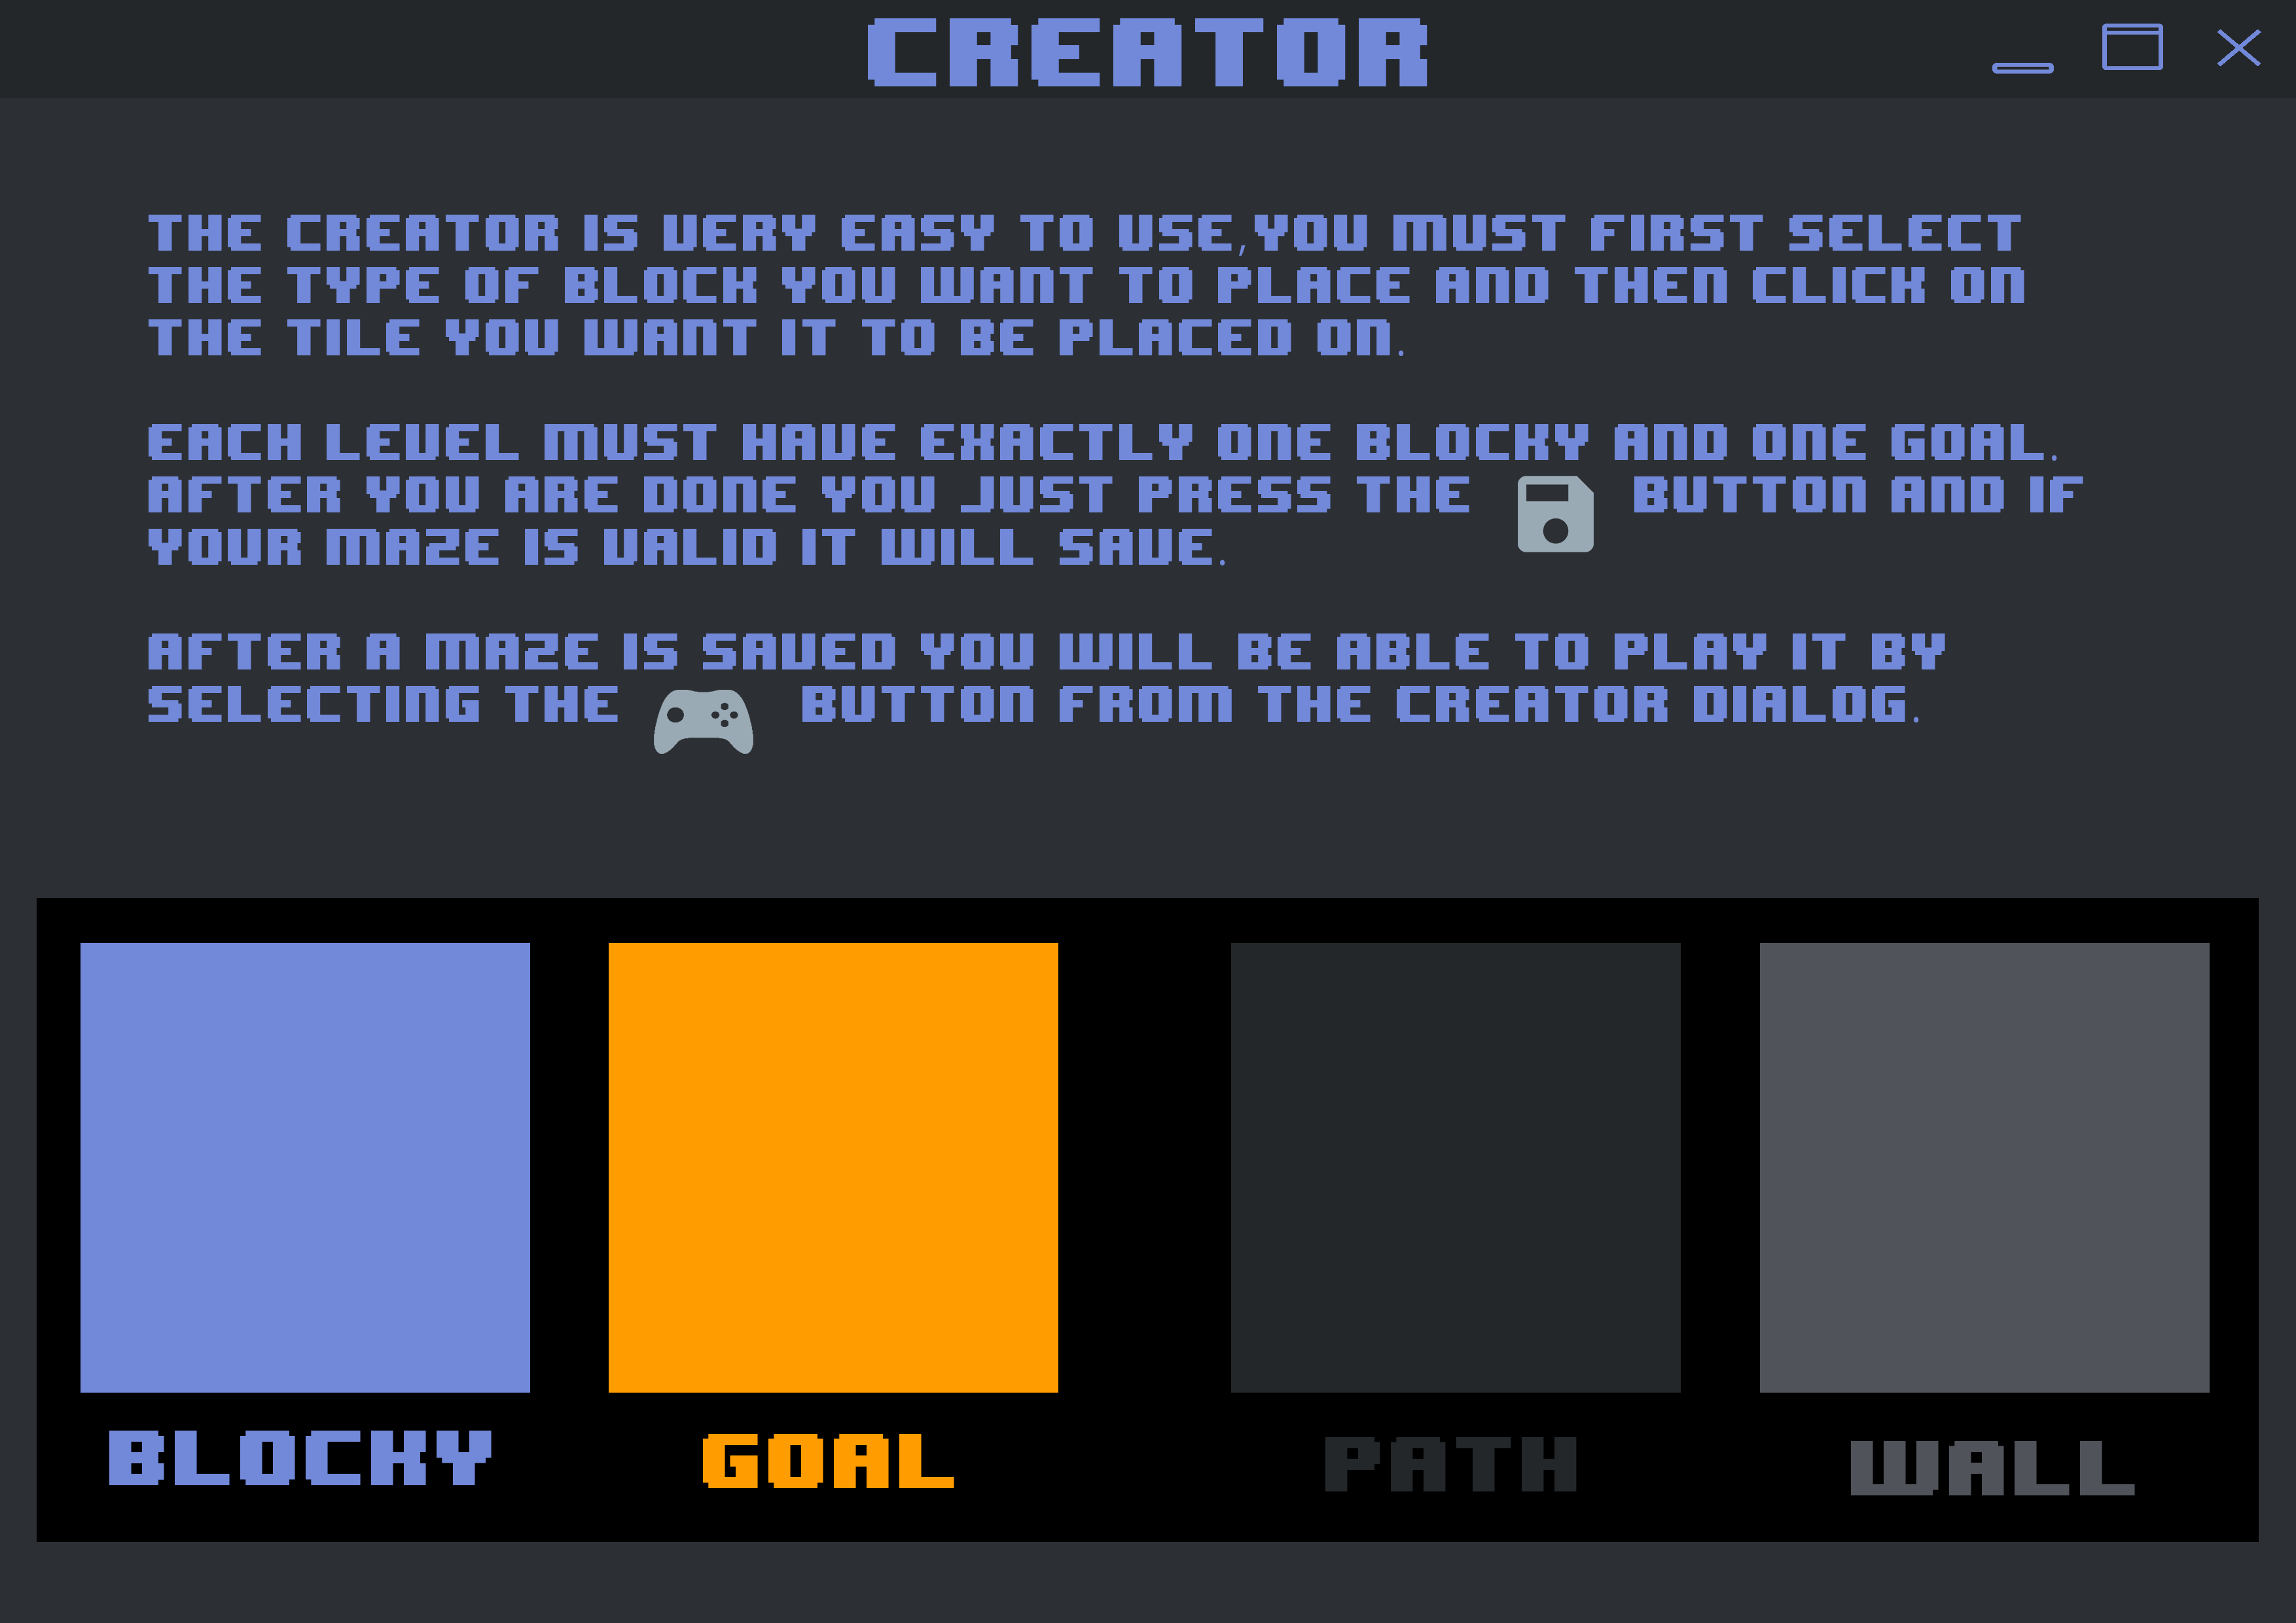 CREATOR
THE CREATOR IS VERY EASY TO USE,YOU MUST FIRST SELECT
THE TYPE OF BLOCK YOU WANT TO PLACE AND THEN CLICK ON
THE TILE YOU WANT IT TO BE PLACED ON.
EACH LEVEL MUST HAVE EXACTLY ONE BLOCKY AND ONE GOAL.
AFTER YOU ARE DONE YOU JUST PRESS THE BUTTON AND IF
YOUR MAZE IS VALID IT WILL SAVE.
AFTER A MAZE IS SAVED YOU WILL BE ABLE TO PLAY IT BY
SELECTING THE BUTTON FROM THE CREATOR DIALOG.
BLOCKY
GOAL
PATH
WALL